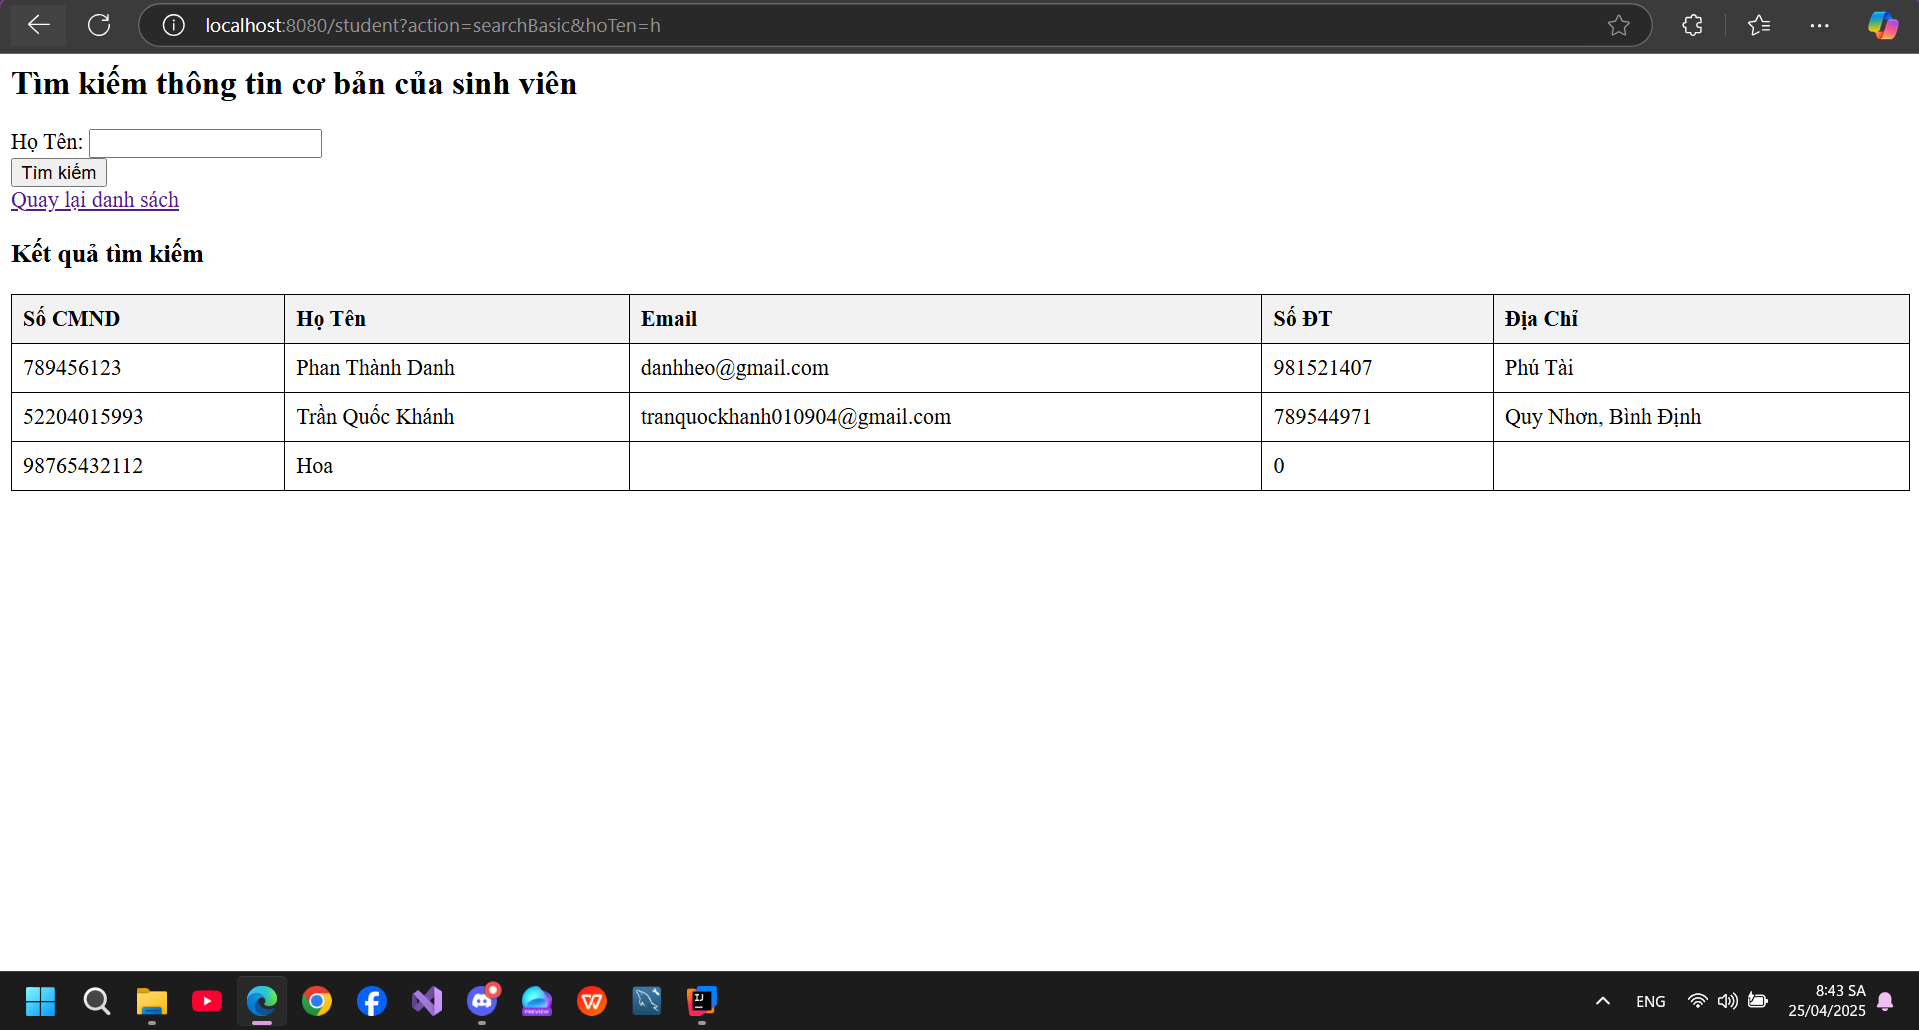 localhost:8080/student?action=searchBasic&hoTen=h
Tìm kiếm thông tin cơ bản của sinh viên
Họ Tên:
Tìm kiếm
Quay lại danh sách
Kết quả tìm kiếm
Số CMND Họ Tên Email Số ĐT Địa Chỉ
789456123 Phan Thành Danh danhheo@gmail.com 981521407 Phú Tài
52204015993 Trần Quốc Khánh tranquockhanh010904@gmail.com 789544971 Quy Nhơn, Bình Định
98765432112 Hoa 0
PREVIEW
IJ
ENG
8:43 SA
25/04/2025